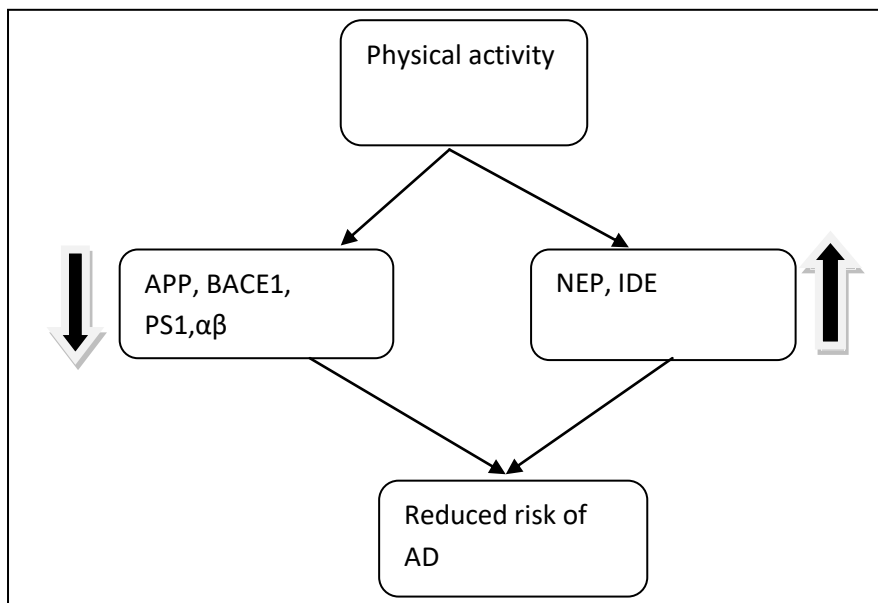 Physical activity
APP, BACE1,
PS1,αβ
NEP, IDE
Reduced risk of
AD